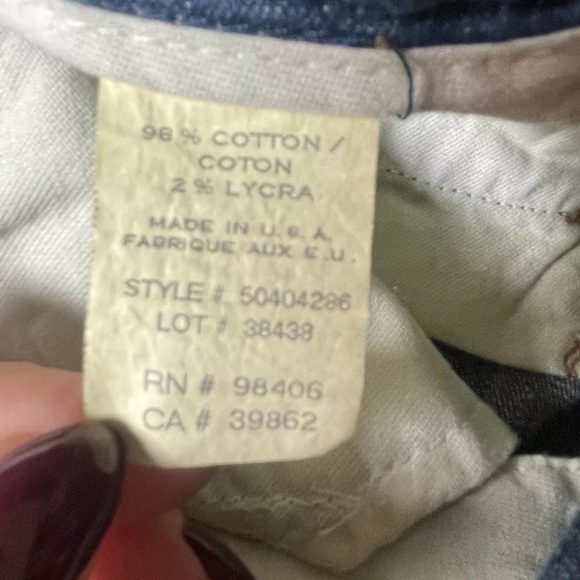 98 % COTTON /
COTON
2 % LYCRA
MADE IN U.S.A.
FABRIQUE AUX E.U.
STYLE # 50404286
LOT # 38438
RN # 98406
CA # 39862